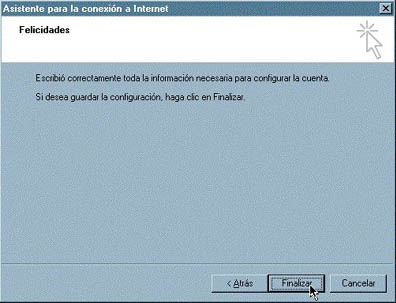 Asistente para la conexión a Internet
Felicidades
Escribió correctamente toda la información necesaria para configurar la cuenta.
Si desea guardar la configuración, haga clic en Finalizar.
< Atrás
Finalizar
Cancelar